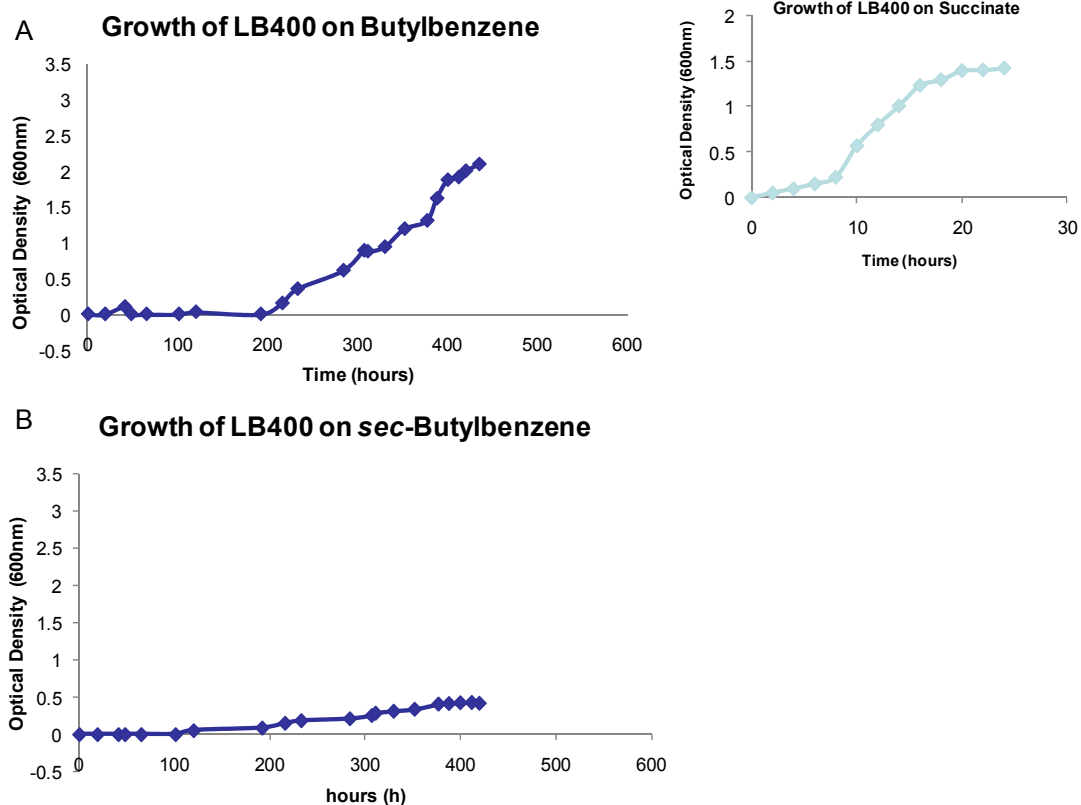 A
Growth of LB400 on Butylbenzene
3.5
3
2.5
2
1.5
1
0.5
0
-0.5
Optical Density (600nm)
0 100 200 300 400 500 600
Time (hours)
Growth of LB400 on Succinate
2
1.5
1
0.5
0
Optical Density (600nm)
0 10 20 30
Time (hours)
B
Growth of LB400 on sec-Butylbenzene
3.5
3
2.5
2
1.5
1
0.5
0
-0.5
Optical Density (600nm)
0 100 200 300 400 500 600
hours (h)